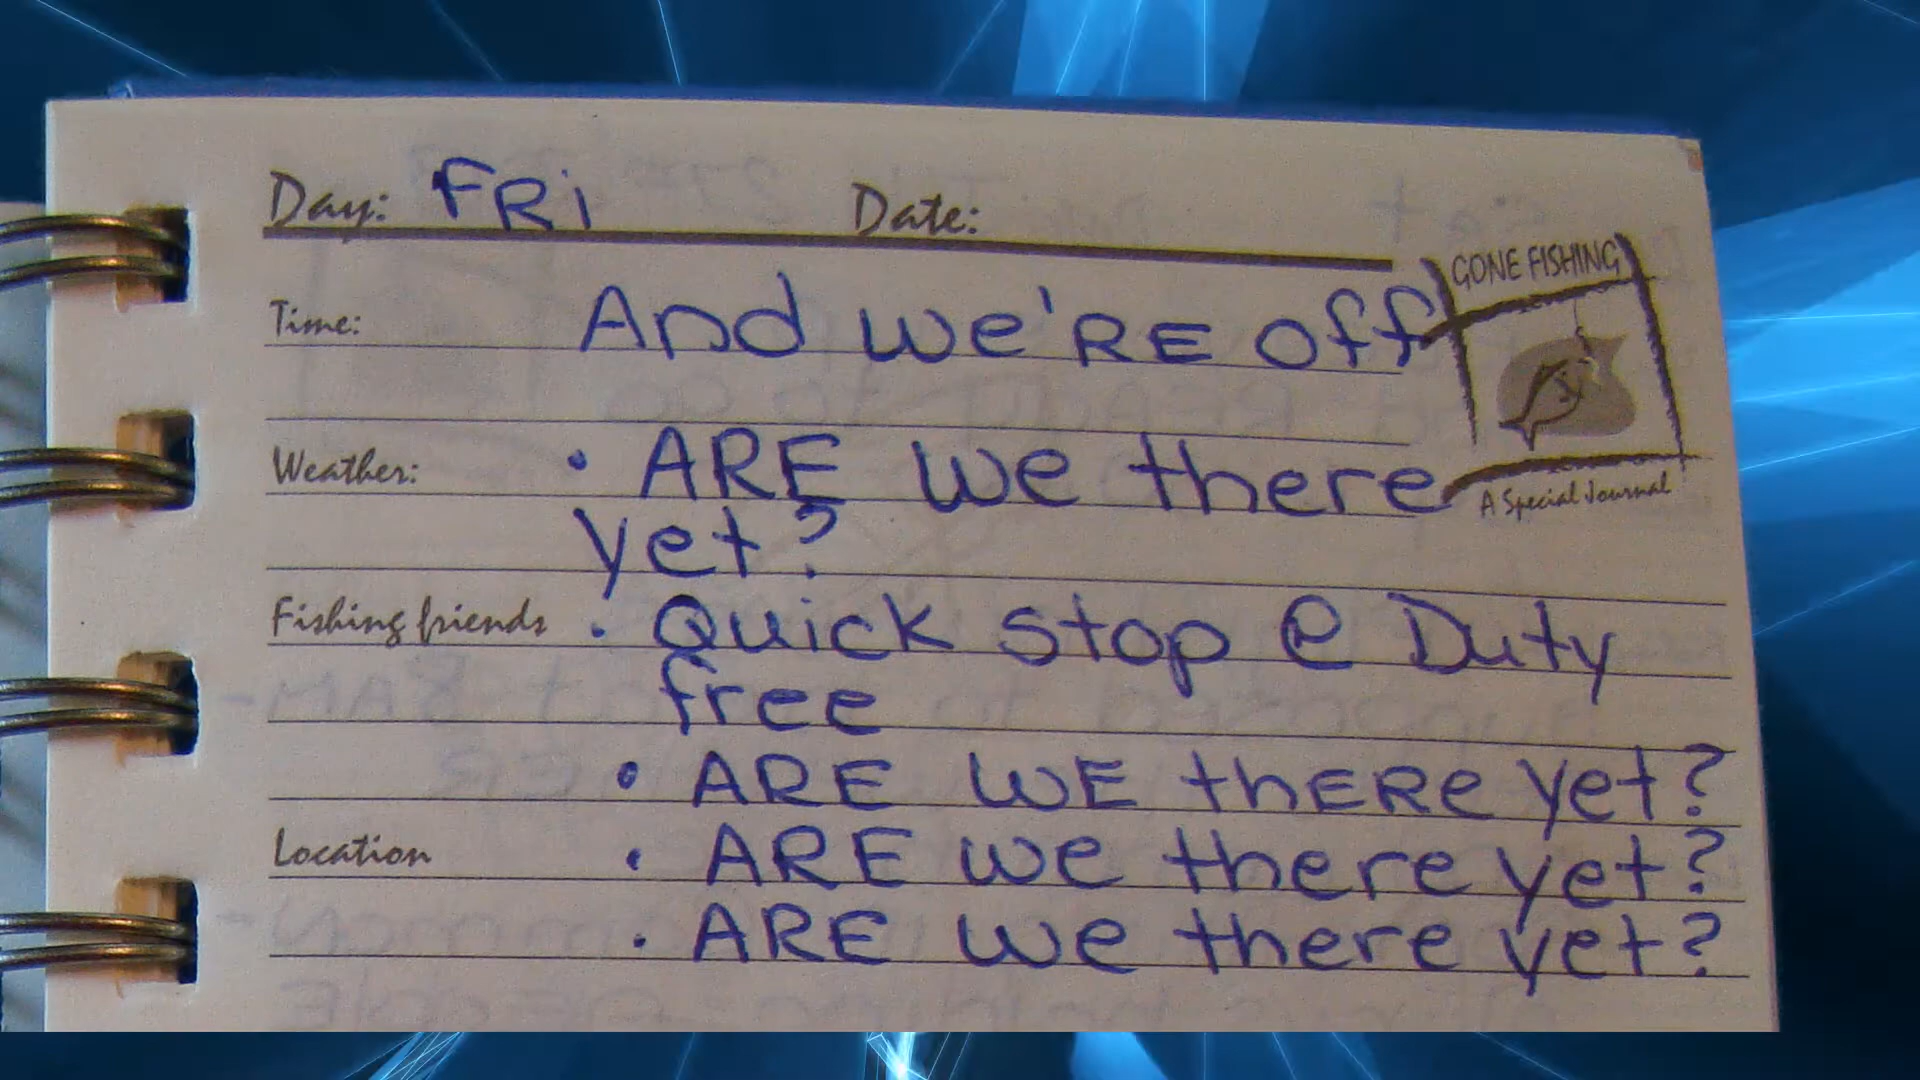 Day: FRi Date:
GONE FISHING
Time: And we'RE off
Weather: • ARE we there
yet?
A Special Journal
Fishing friends • Quick stop @ Duty
free
• ARE WE thERe yet?
Location • ARE we there yet?
• ARE we there yet?